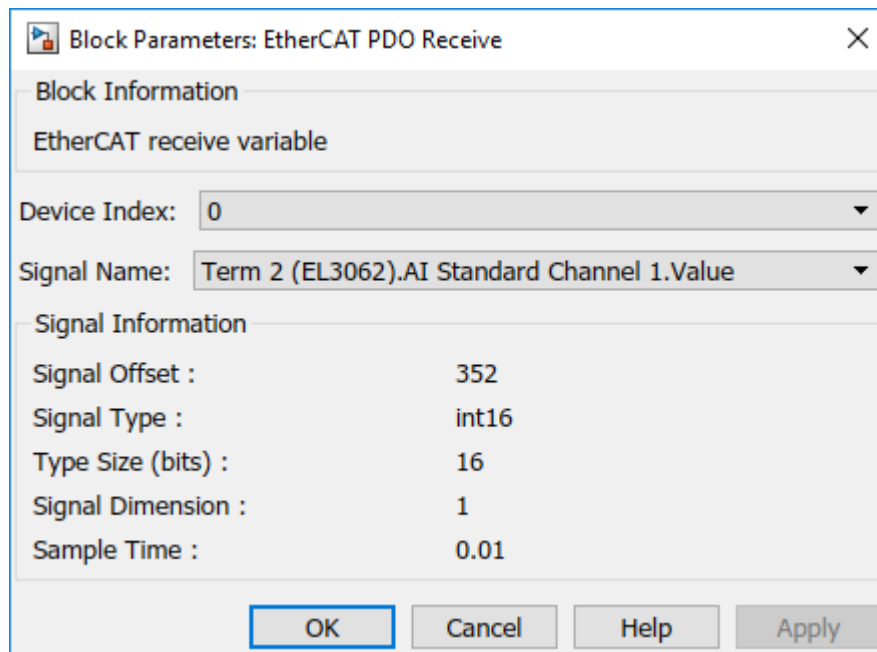 Block Parameters: EtherCAT PDO Receive
Block Information
EtherCAT receive variable
Device Index: 0
Signal Name: Term 2 (EL3062).AI Standard Channel 1.Value
Signal Information
Signal Offset : 352
Signal Type : int16
Type Size (bits) : 16
Signal Dimension : 1
Sample Time : 0.01
OK Cancel Help Apply